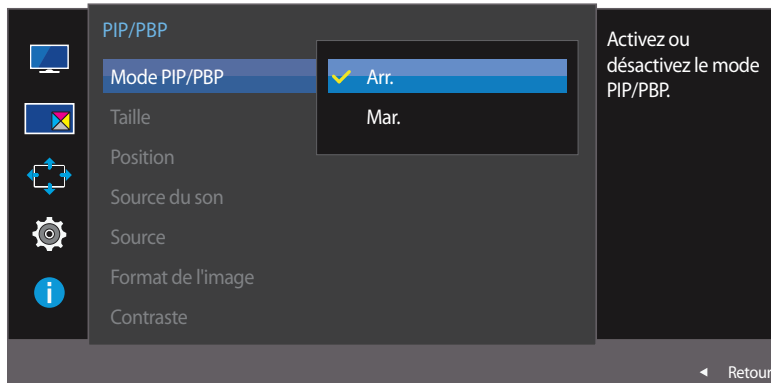 PIP/PBP
Mode PIP/PBP
Arr.
Mar.
Taille
Position
Source du son
Source
Format de l'image
Contraste
Activez ou
désactivez le mode
PIP/PBP.
Retour